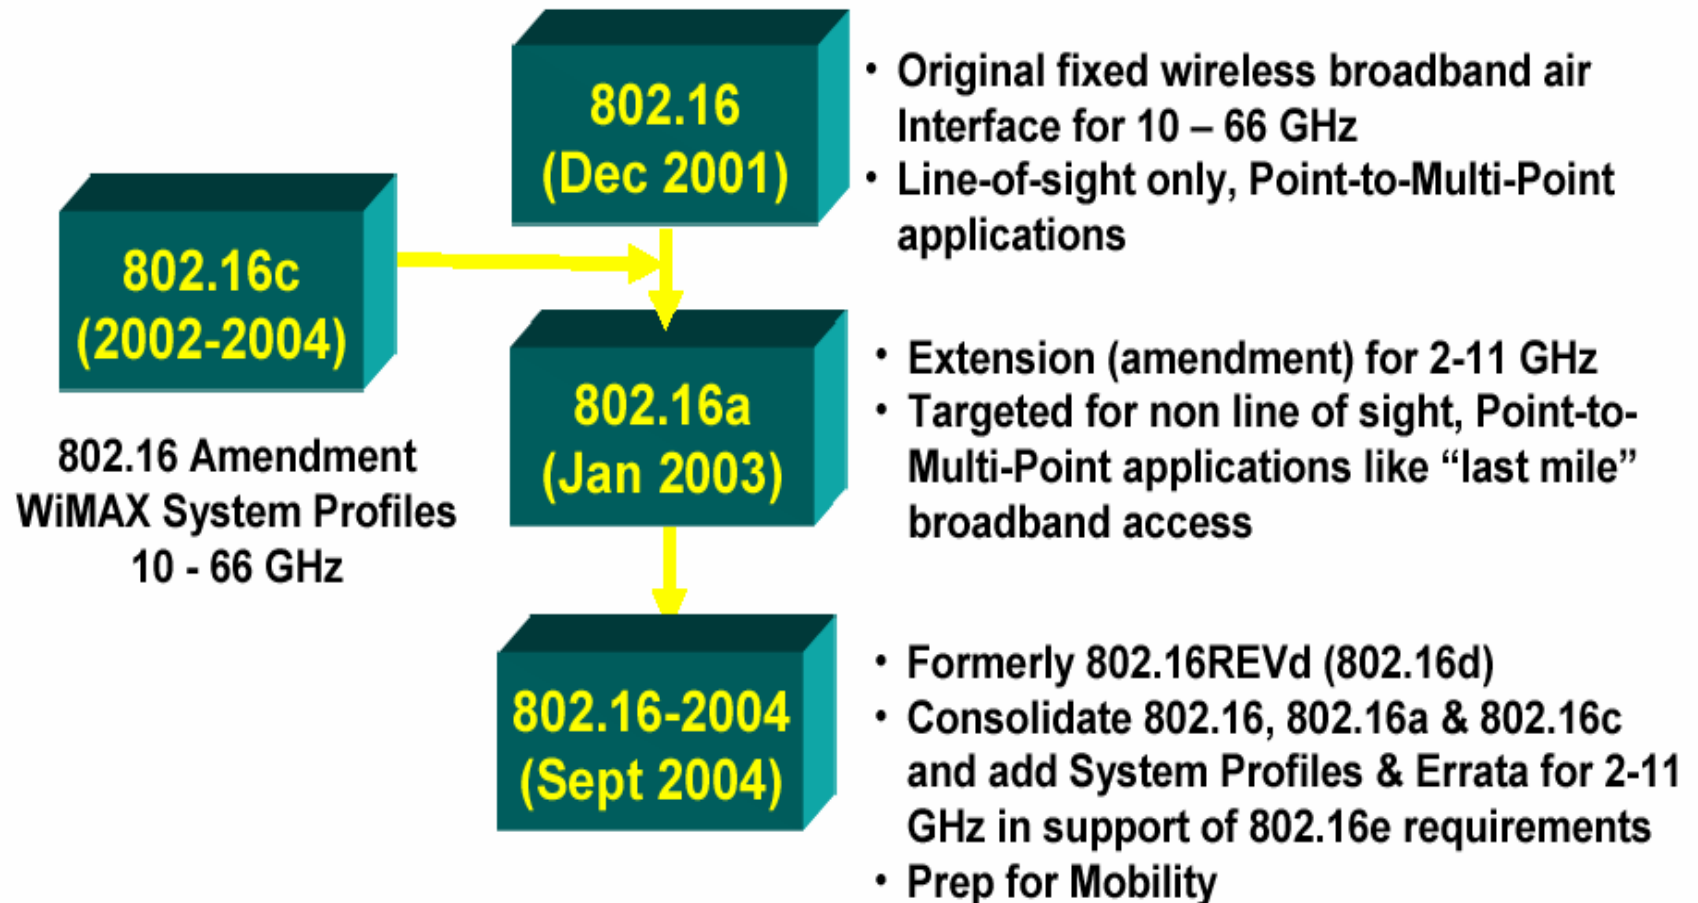 802.16
(Dec 2001)
• Original fixed wireless broadband air
Interface for 10 – 66 GHz
• Line-of-sight only, Point-to-Multi-Point
applications
802.16c
(2002-2004)
802.16 Amendment
WiMAX System Profiles
10 - 66 GHz
802.16a
(Jan 2003)
• Extension (amendment) for 2-11 GHz
• Targeted for non line of sight, Point-to-
Multi-Point applications like “last mile”
broadband access
802.16-2004
(Sept 2004)
• Formerly 802.16REVd (802.16d)
• Consolidate 802.16, 802.16a & 802.16c
and add System Profiles & Errata for 2-11
GHz in support of 802.16e requirements
• Prep for Mobility